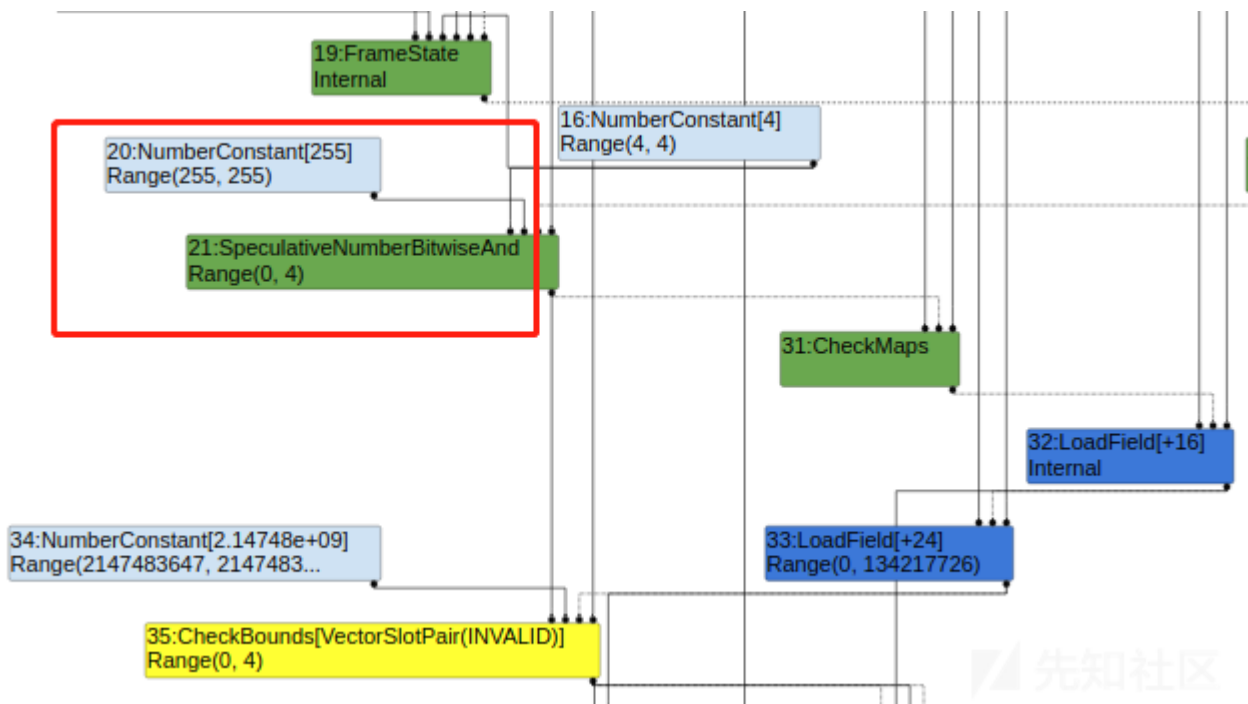 19:FrameState
Internal
16:NumberConstant[4]
Range(4, 4)
20:NumberConstant[255]
Range(255, 255)
21:SpeculativeNumberBitwiseAnd
Range(0, 4)
31:CheckMaps
32:LoadField[+16]
Internal
34:NumberConstant[2.14748e+09]
Range(2147483647, 2147483...
33:LoadField[+24]
Range(0, 134217726)
35:CheckBounds[VectorSlotPair(INVALID)]
Range(0, 4)
先知社区